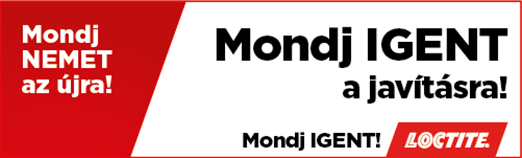 Mondj
NEMET
az újra!
Mondj IGENT
a javításra!
Mondj IGENT! LOCTITE.